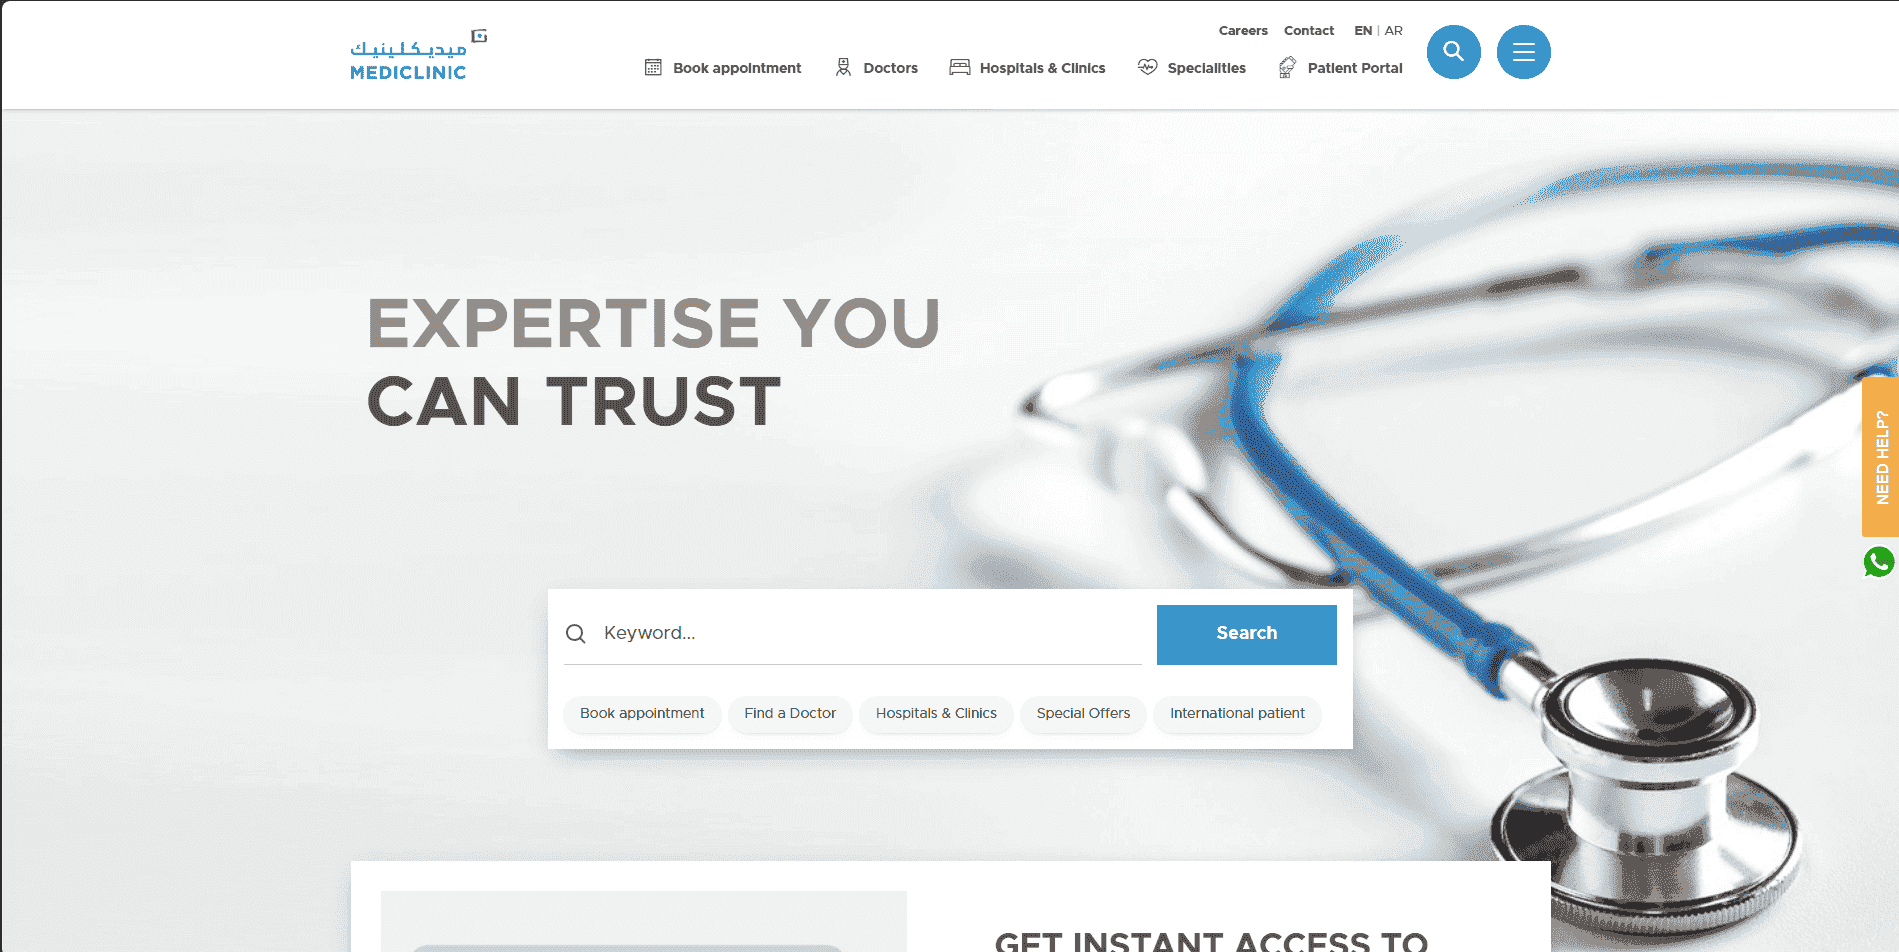 ميديكلينيك
MEDICLINIC
Careers Contact EN | AR
Book appointment Doctors Hospitals & Clinics Specialities Patient Portal
EXPERTISE YOU
CAN TRUST
NEED HELP?
Keyword...
Search
Book appointment Find a Doctor Hospitals & Clinics Special Offers International patient
GET INSTANT ACCESS TO